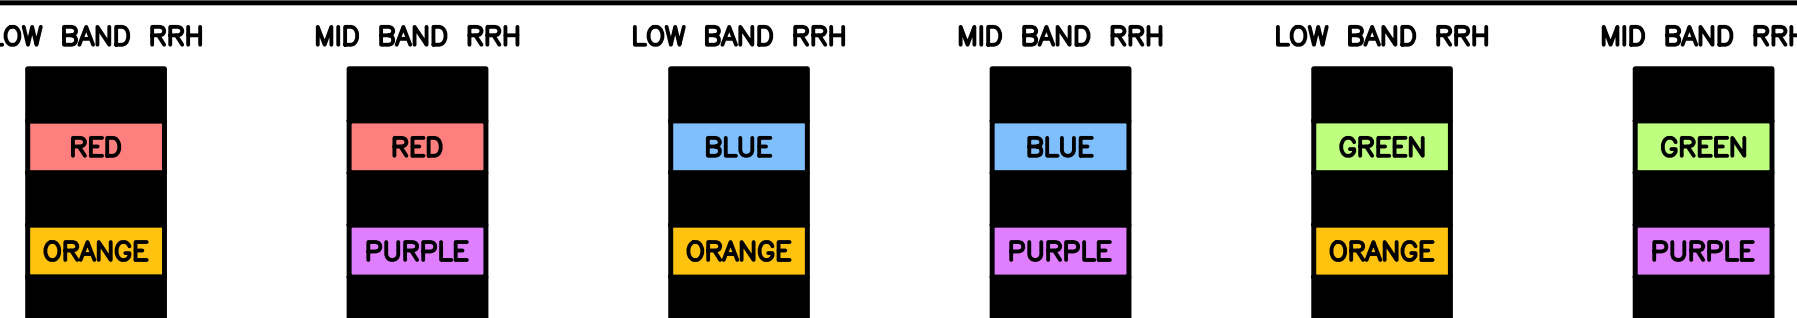 LOW BAND RRH MID BAND RRH LOW BAND RRH MID BAND RRH LOW BAND RRH MID BAND RRH
RED RED BLUE BLUE GREEN GREEN
ORANGE PURPLE ORANGE PURPLE ORANGE PURPLE